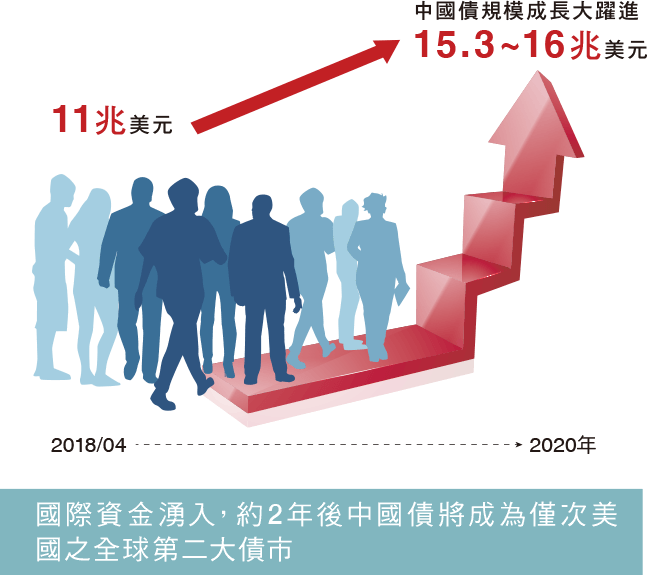 中國債規模成長大躍進
15.3~16兆美元
11兆美元
2018/04
2020年
國際資金湧入，約2年後中國債將成為僅次美
國之全球第二大債市